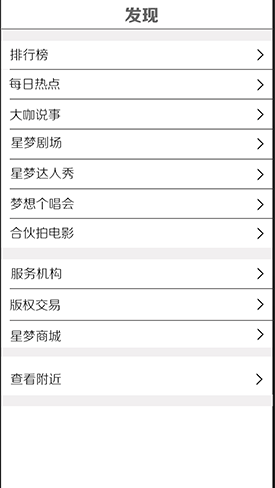 发现
排行榜
每日热点
大咖说事
星梦剧场
星梦达人秀
梦想个唱会
合伙拍电影
服务机构
版权交易
星梦商城
查看附近